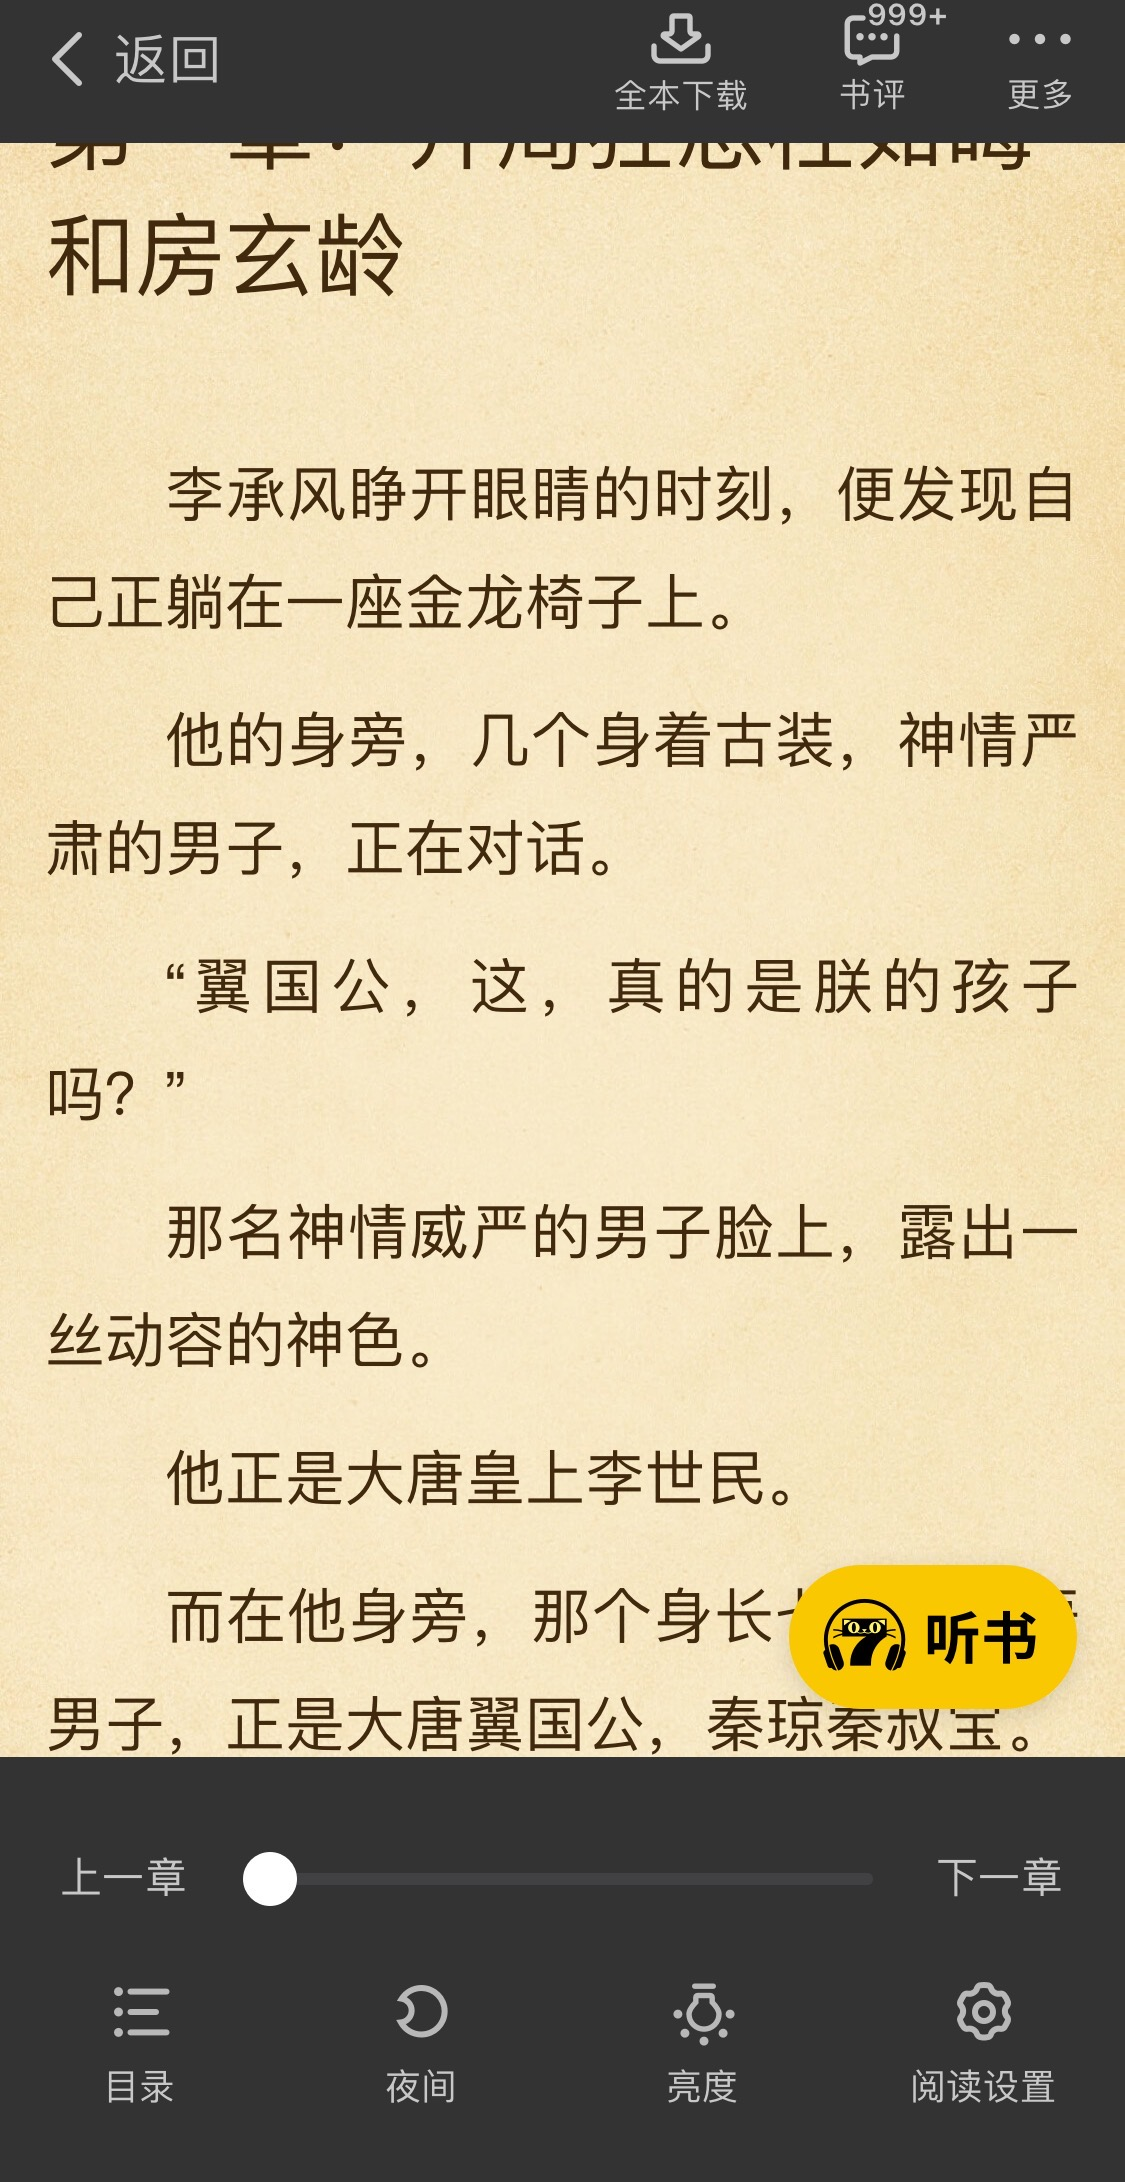 返回
999+
全本下载
书评
更多
和房玄龄
李承风睁开眼睛的时刻，便发现自
己正躺在一座金龙椅子上。
他的身旁，几个身着古装，神情严
肃的男子，正在对话。
“翼国公，这，真的是朕的孩子
吗？”
那名神情威严的男子脸上，露出一
丝动容的神色。
他正是大唐皇上李世民。
而在他身旁，那个身长
听书
男子，正是大唐翼国公，秦琼秦叔宝。
上一章
下一章
目录
夜间
亮度
阅读设置